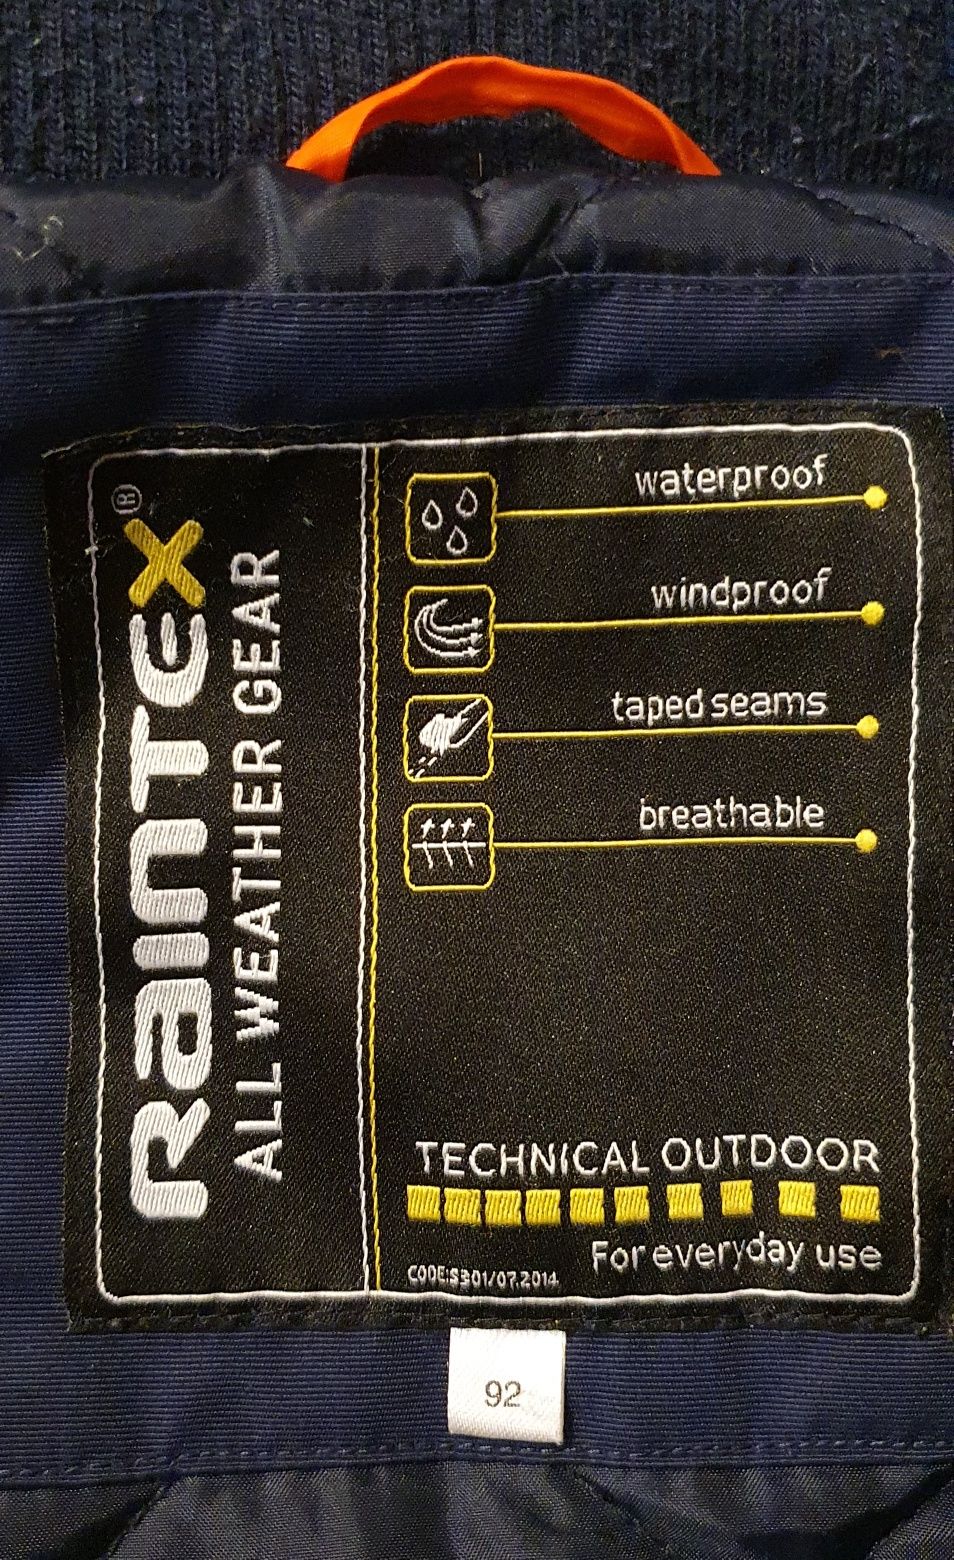 RainTex®
ALL WEATHER GEAR
waterproof
windproof
taped seams
breathable
TECHNICAL OUTDOOR
For everyday use
CODE:S301/07.2014
92